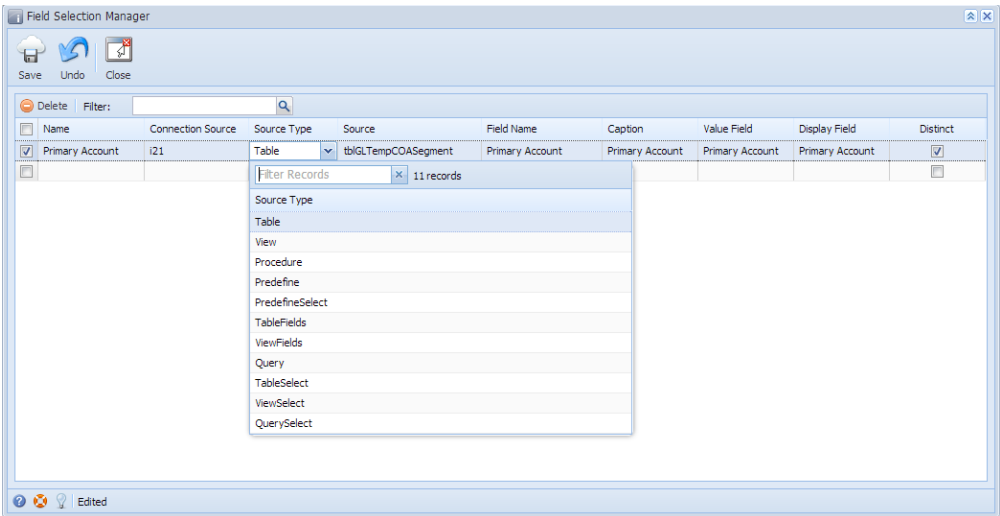 Field Selection Manager
Save Undo Close
Delete Filter:
Name Connection Source Source Type Source Field Name Caption Value Field Display Field Distinct
Primary Account i21 Table tblGLTempCOASegment Primary Account Primary Account Primary Account Primary Account
Filter Records 11 records
Source Type
Table
View
Procedure
Predefine
PredefineSelect
TableFields
ViewFields
Query
TableSelect
ViewSelect
QuerySelect
Edited